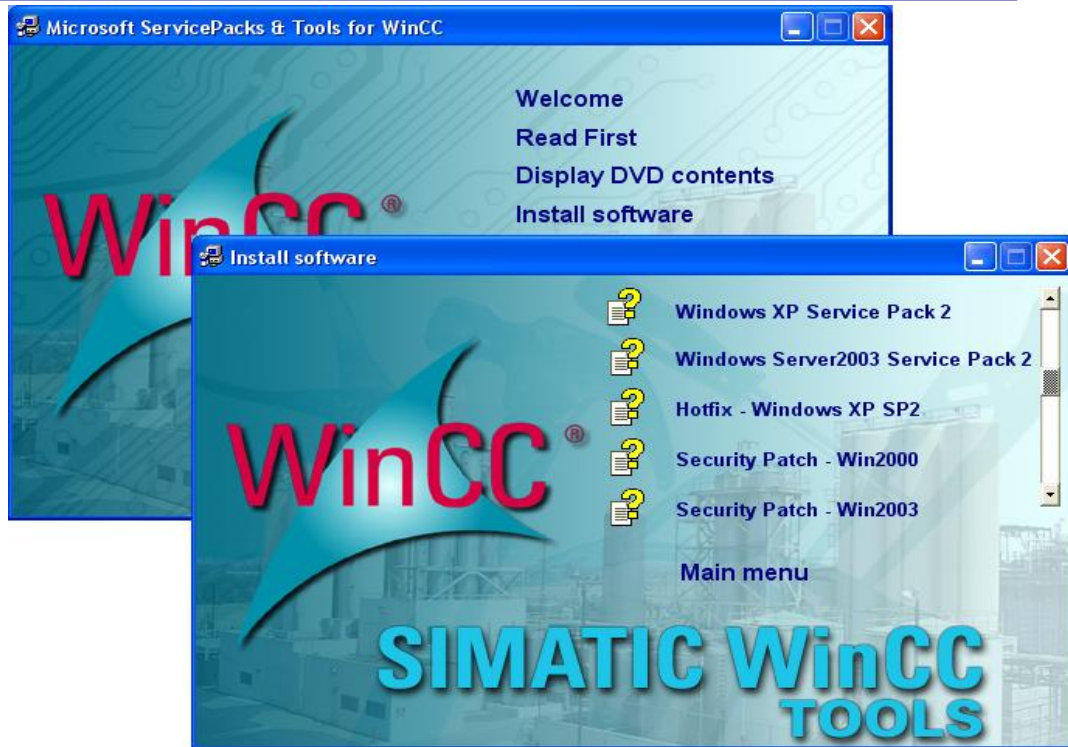 Microsoft ServicePacks & Tools for WinCC
Welcome
Read First
Display DVD contents
Install software
WinCC ®
Install software
Windows XP Service Pack 2
Windows Server2003 Service Pack 2
Hotfix - Windows XP SP2
Security Patch - Win2000
Security Patch - Win2003
WinCC ®
Main menu
SIMATIC WinCC
TOOLS